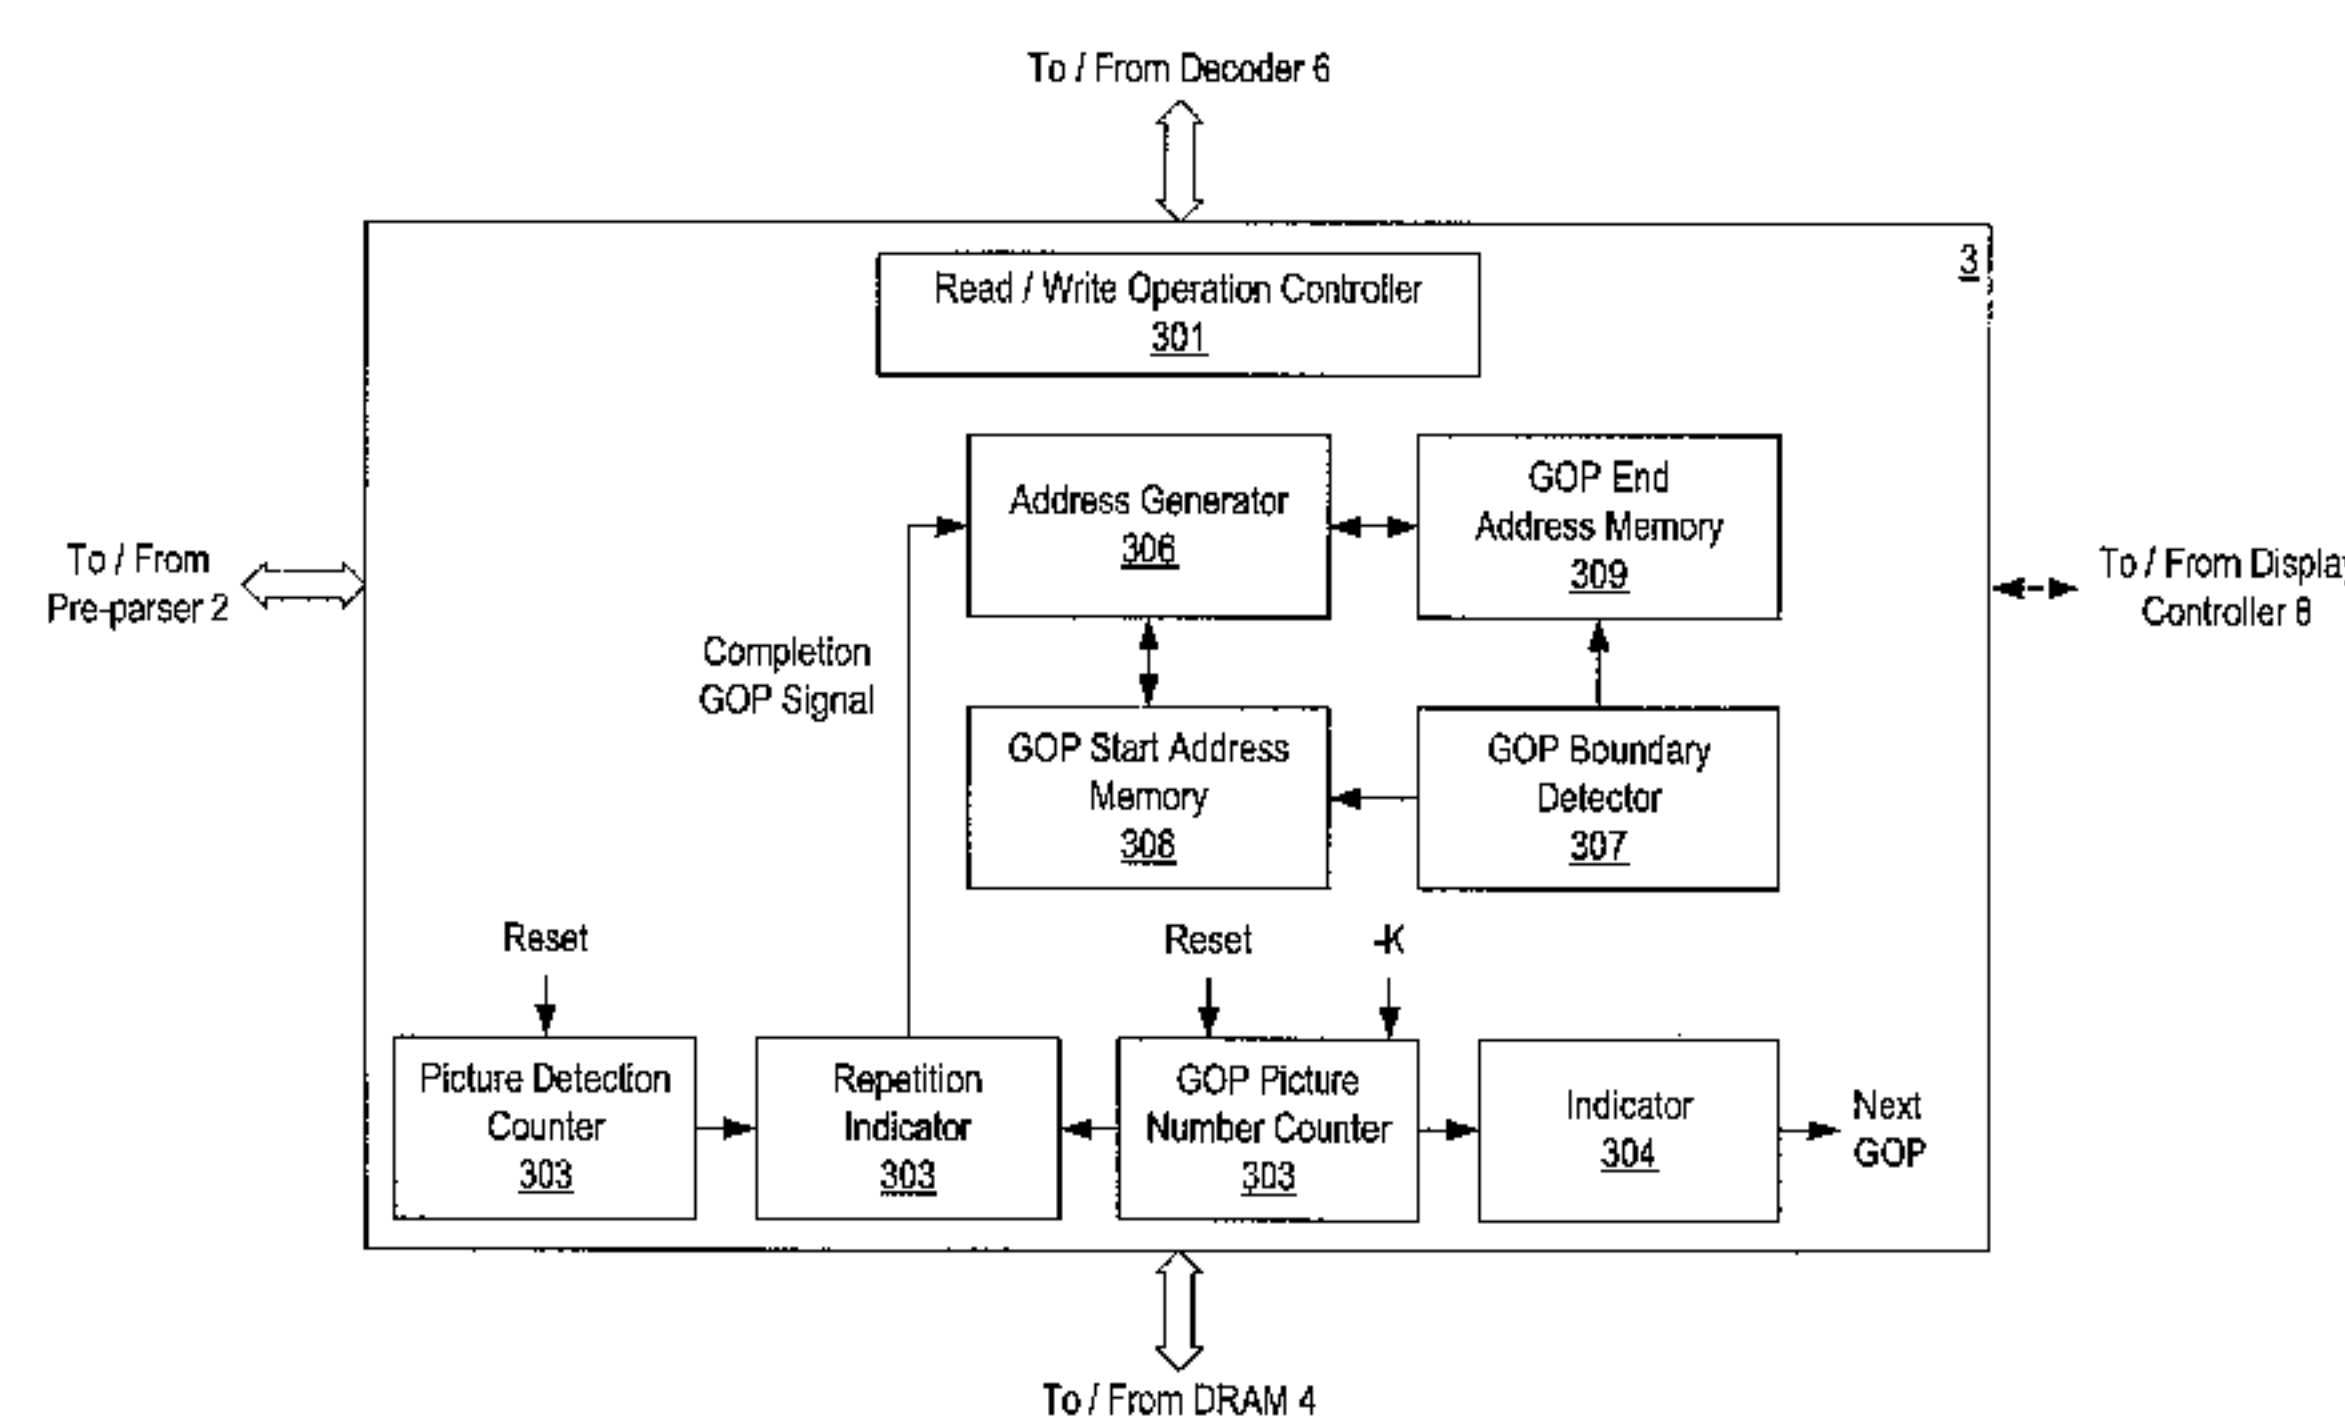 To / From Decoder 6
3
Read / Write Operation Controller
301
Address Generator
306
GOP End
Address Memory
309
To / From
Pre-parser 2
To / From Display
Controller 8
Completion
GOP Signal
GOP Start Address
Memory
308
GOP Boundary
Detector
307
Reset
Reset
-K
Picture Detection
Counter
303
Repetition
Indicator
303
GOP Picture
Number Counter
303
Indicator
304
Next
GOP
To / From DRAM 4